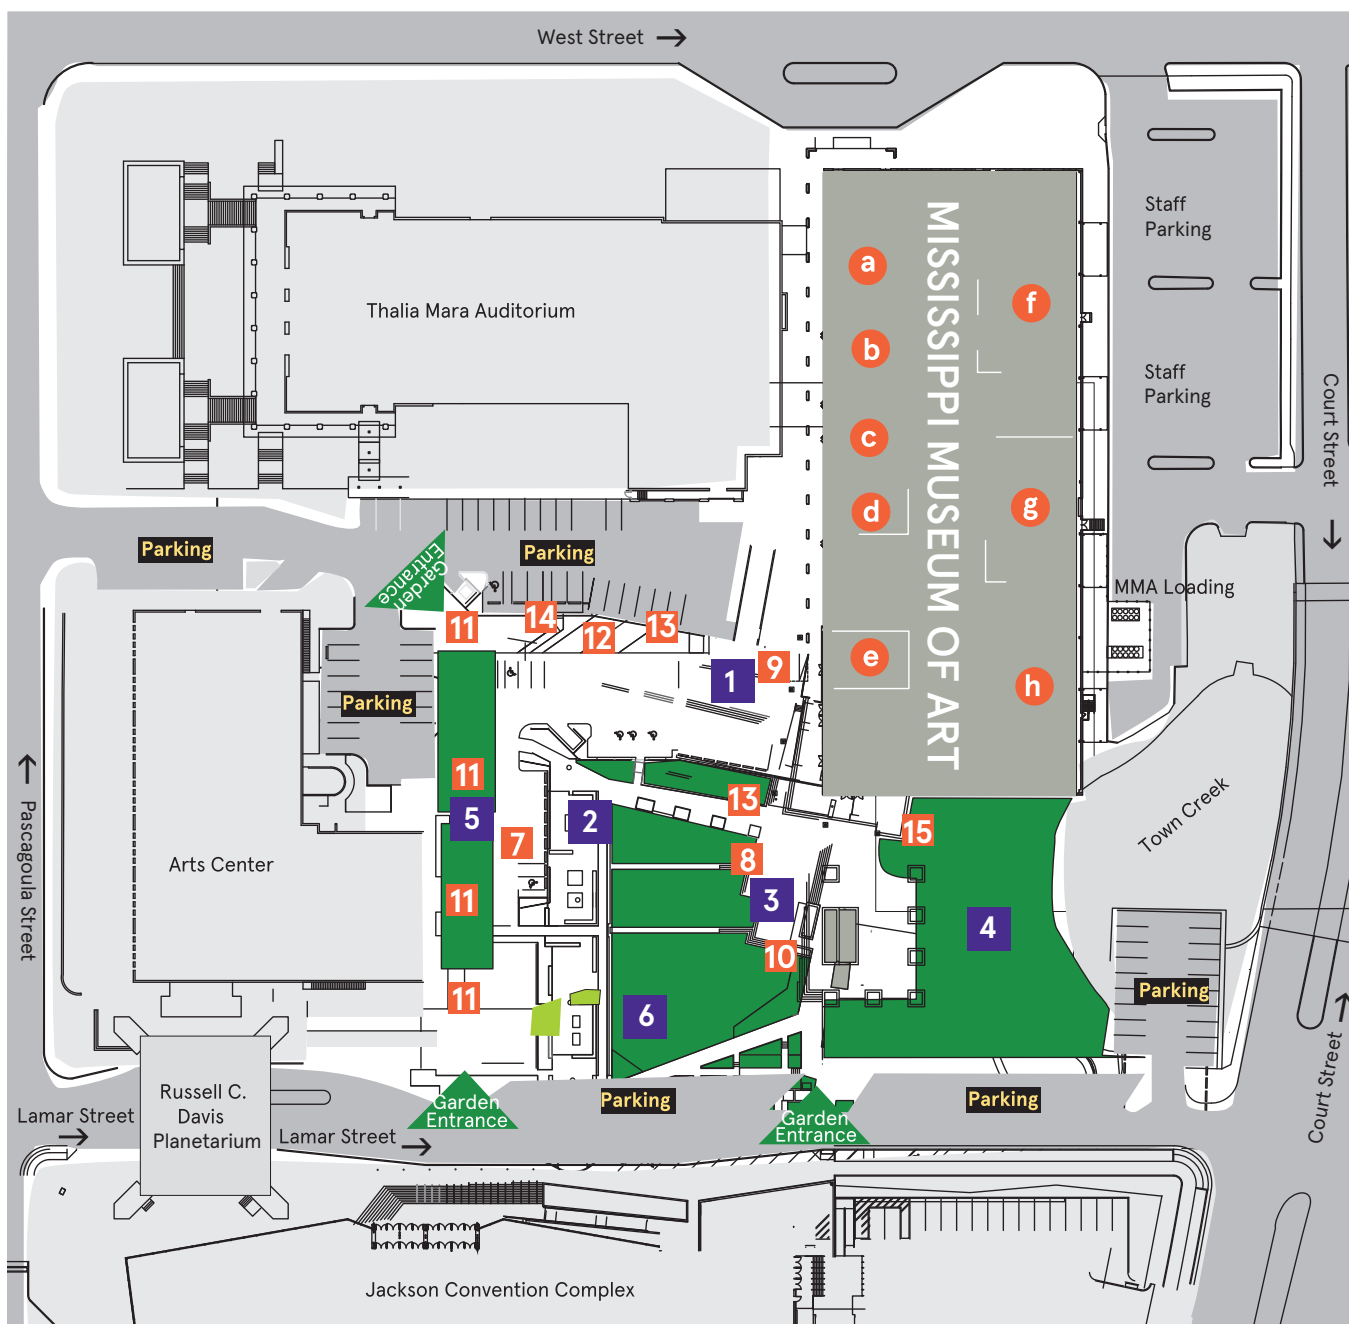 West Street →
MISSISSIPPI MUSEUM OF ART
a
b
c
d
e
f
g
h
Staff
Parking
Staff
Parking
Court Street →
Thalia Mara Auditorium
Parking
Parking
Garden
Entrance
MMA Loading
11
14
12
13
9
1
Parking
11
5
7
2
13
8
15
Town Creek
Pascagoula Street →
Arts Center
11
3
4
10
11
6
Parking
Court Street →
Russell C.
Davis
Planetarium
Lamar Street
→
Lamar Street →
Garden
Entrance
Parking
Garden
Entrance
Parking
Jackson Convention Complex